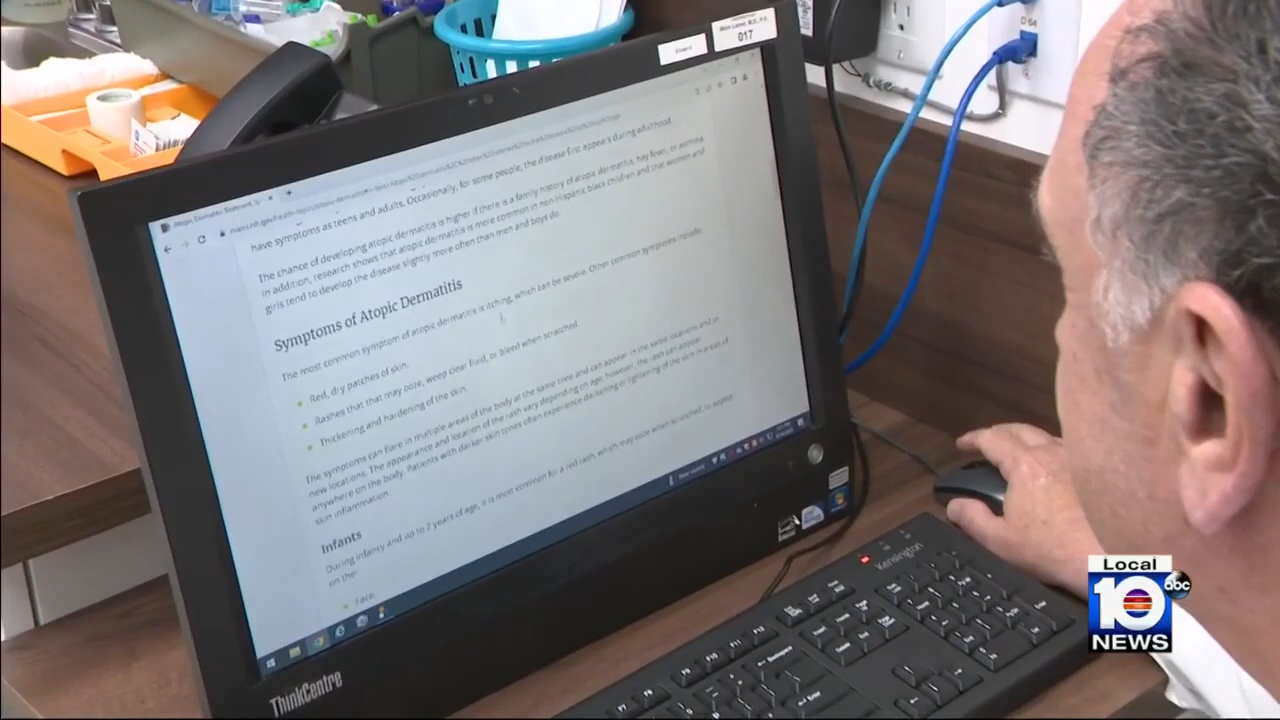 017
D 64
niams.nih.gov/health-topics/atopic-dermatitis
have symptoms as teens and adults. Occasionally, for some people, the disease first appears during adulthood.
The chance of developing atopic dermatitis is higher if there is a family history of atopic dermatitis, hay fever, or asthma.
In addition, research shows that atopic dermatitis is more common in non-Hispanic black children and that women and
girls tend to develop the disease slightly more often than men and boys do.
Symptoms of Atopic Dermatitis
The most common symptom of atopic dermatitis is itching, which can be severe. Other common symptoms include
Red, dry patches of skin.
Rashes that that may ooze, weep clear fluid, or bleed when scratched.
Thickening and hardening of the skin.
The symptoms can flare in multiple areas of the body at the same time and can appear in the same locations and in
new locations. The appearance and location of the rash vary depending on age; however, the rash can appear
anywhere on the body. Patients with darker skin tones often experience darkening or lightening of the skin in areas of
skin inflammation.
Infants
During infancy and up to 2 years of age, it is most common for a red rash, which may ooze when scratched, to appear
on the:
Face.
ThinkCentre
Kensington
Local
10 abc
NEWS